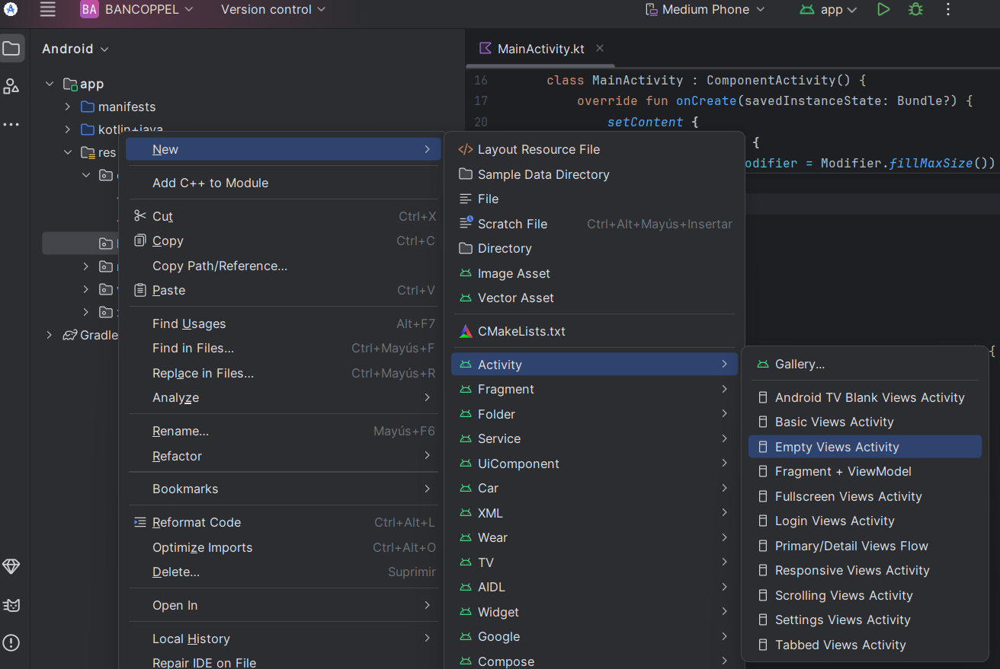 BA BANCOPPEL Version control Medium Phone app
Android
MainActivity.kt
app
manifests
kotlin+java
res
Gradle
16 class MainActivity : ComponentActivity() {
17 override fun onCreate(savedInstanceState: Bundle?) {
20 setContent {
{
odifier = Modifier.fillMaxSize())
{
New
Add C++ to Module
Cut Ctrl+X
Copy Ctrl+C
Copy Path/Reference...
Paste Ctrl+V
Find Usages Alt+F7
Find in Files... Ctrl+Mayús+F
Replace in Files... Ctrl+Mayús+R
Analyze
Rename... Mayús+F6
Refactor
Bookmarks
Reformat Code Ctrl+Alt+L
Optimize Imports Ctrl+Alt+O
Delete... Suprimir
Open In
Local History
Repair IDE on File
Layout Resource File
Sample Data Directory
File
Scratch File Ctrl+Alt+Mayús+Insertar
Directory
Image Asset
Vector Asset
CMakeLists.txt
Activity
Fragment
Folder
Service
UiComponent
Car
XML
Wear
TV
AIDL
Widget
Google
Compose
Gallery...
Android TV Blank Views Activity
Basic Views Activity
Empty Views Activity
Fragment + ViewModel
Fullscreen Views Activity
Login Views Activity
Primary/Detail Views Flow
Responsive Views Activity
Scrolling Views Activity
Settings Views Activity
Tabbed Views Activity